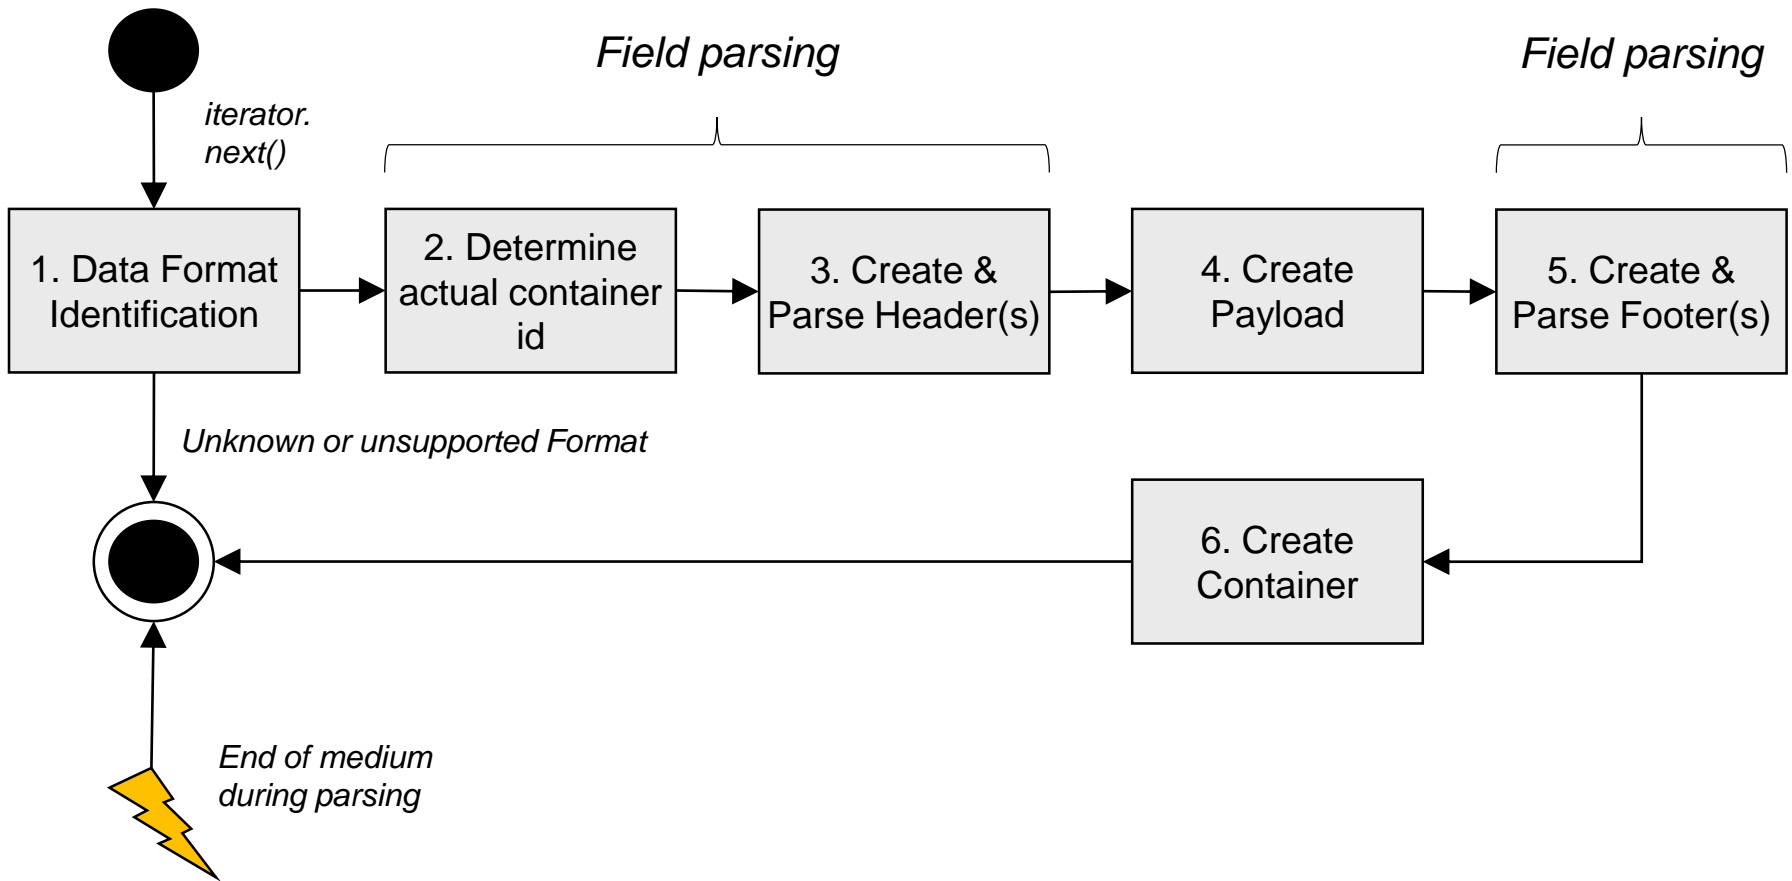 Field parsing
Field parsing
iterator.
next()
1. Data Format
Identification
2. Determine
actual container
id
3. Create &
Parse Header(s)
4. Create
Payload
5. Create &
Parse Footer(s)
Unknown or unsupported Format
6. Create
Container
End of medium
during parsing